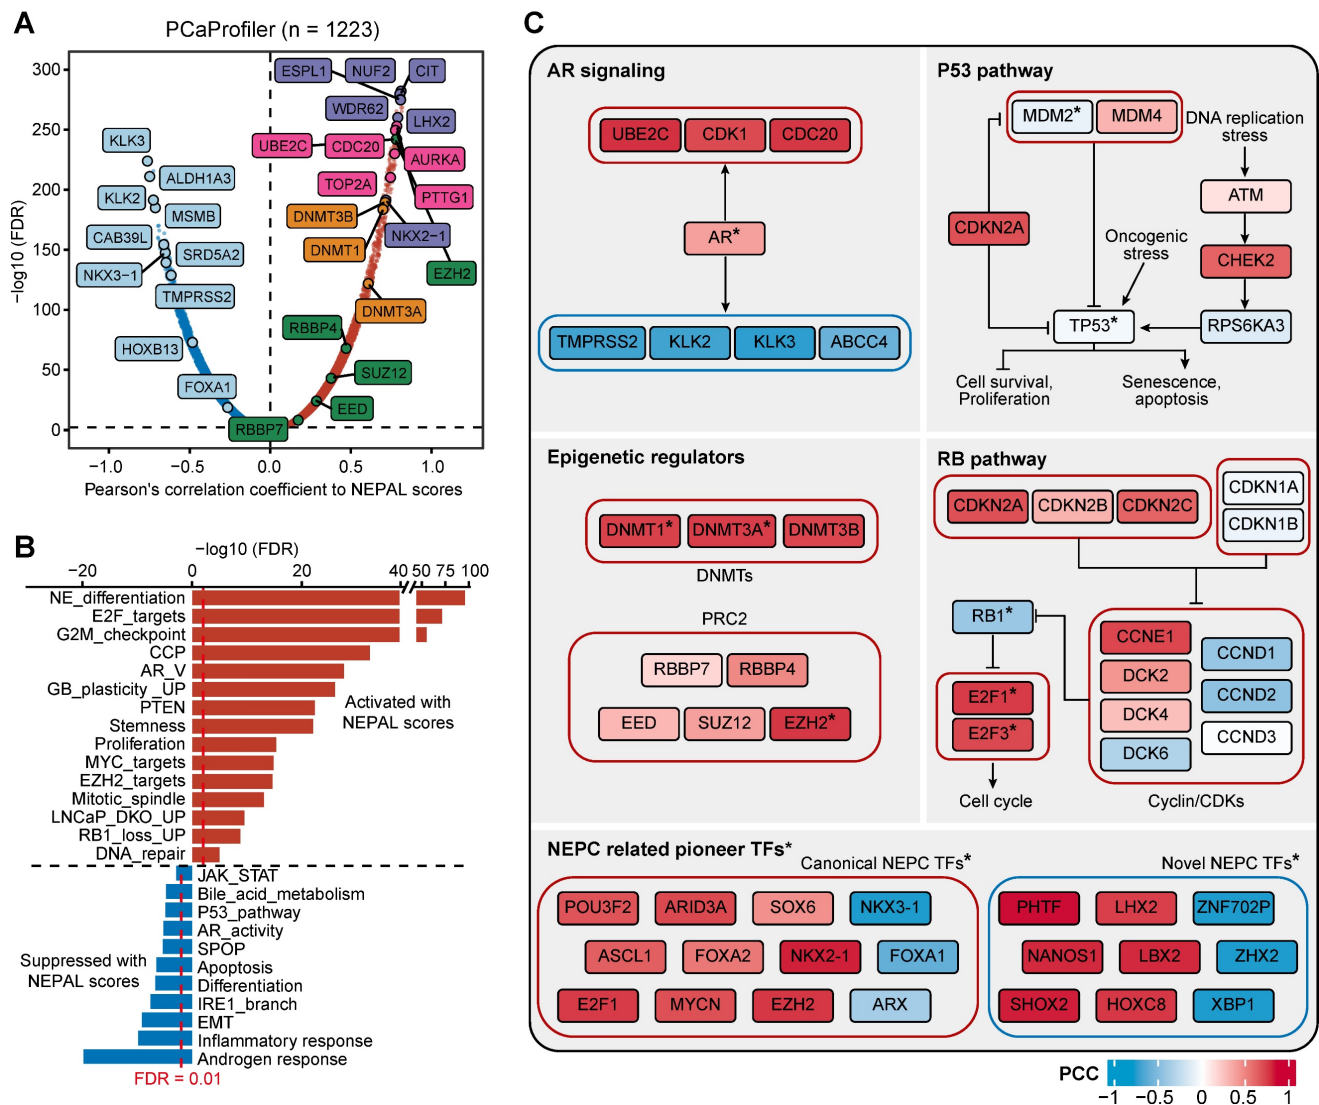 A
PCaProfiler (n = 1223)
−log10 (FDR)
300
250
200
150
100
50
0
−1.0
−0.5
0.0
0.5
1.0
Pearson's correlation coefficient to NEPAL scores
ESPL1
NUF2
CIT
WDR62
LHX2
UBE2C
CDC20
AURKA
TOP2A
PTTG1
DNMT3B
NKX2−1
DNMT1
EZH2
DNMT3A
RBBP4
SUZ12
EED
RBBP7
KLK3
ALDH1A3
KLK2
MSMB
CAB39L
SRD5A2
NKX3−1
TMPRSS2
HOXB13
FOXA1
B
−log10 (FDR)
−20
0
20
40
50
75
100
NE_differentiation
E2F_targets
G2M_checkpoint
CCP
AR_V
GB_plasticity_UP
PTEN
Stemness
Proliferation
MYC_targets
EZH2_targets
Mitotic_spindle
LNCaP_DKO_UP
RB1_loss_UP
DNA_repair
Activated with
NEPAL scores
JAK_STAT
Bile_acid_metabolism
P53_pathway
AR_activity
SPOP
Apoptosis
Differentiation
IRE1_branch
EMT
Inflammatory response
Androgen response
Suppressed with
NEPAL scores
FDR = 0.01
C
AR signaling
UBE2C
CDK1
CDC20
AR*
TMPRSS2
KLK2
KLK3
ABCC4
P53 pathway
MDM2*
MDM4
DNA replication
stress
ATM
CDKN2A
Oncogenic
stress
CHEK2
TP53*
RPS6KA3
Cell survival,
Proliferation
Senescence,
apoptosis
Epigenetic regulators
DNMT1*
DNMT3A*
DNMT3B
DNMTs
PRC2
RBBP7
RBBP4
EED
SUZ12
EZH2*
RB pathway
CDKN2A
CDKN2B
CDKN2C
CDKN1A
CDKN1B
RB1*
E2F1*
E2F3*
Cell cycle
CCNE1
DCK2
DCK4
DCK6
CCND1
CCND2
CCND3
Cyclin/CDKs
NEPC related pioneer TFs*
Canonical NEPC TFs*
POU3F2
ARID3A
SOX6
NKX3-1
ASCL1
FOXA2
NKX2-1
FOXA1
E2F1
MYCN
EZH2
ARX
Novel NEPC TFs*
PHTF
LHX2
ZNF702P
NANOS1
LBX2
ZHX2
SHOX2
HOXC8
XBP1
PCC
−1
−0.5
0
0.5
1